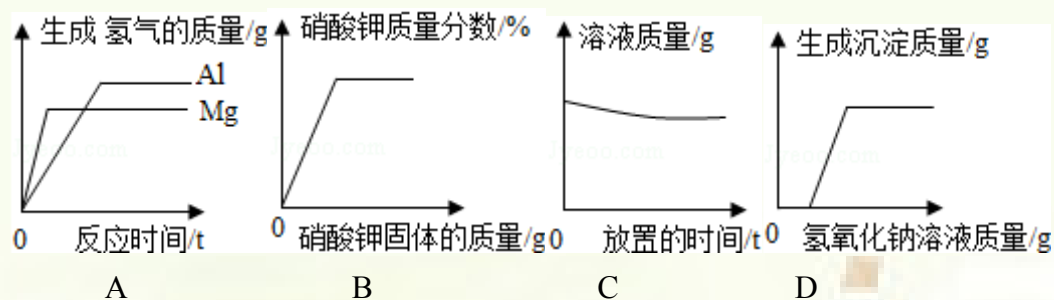 生成 氢气的质量/g
Al
Mg
0
反应时间/t
A
硝酸钾质量分数/%
0
硝酸钾固体的质量/g
B
溶液质量/g
0
放置的时间/t
C
生成沉淀质量/g
0
氢氧化钠溶液质量/g
D